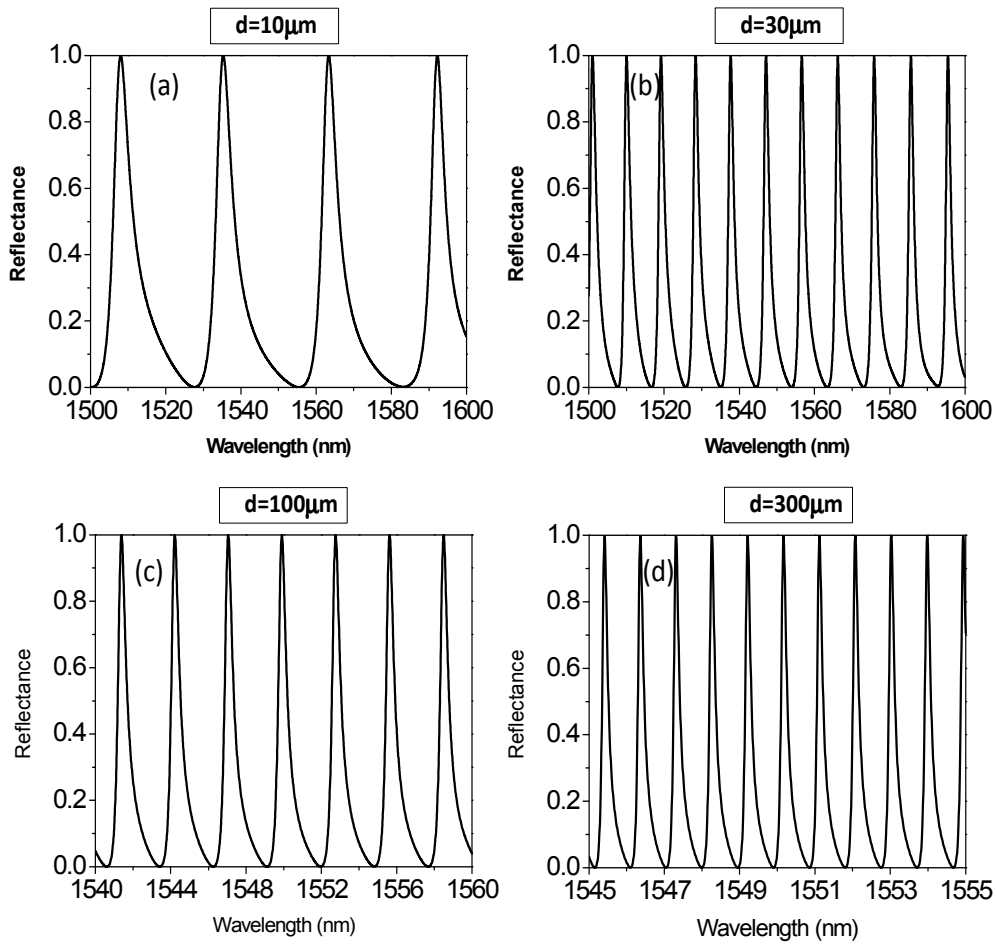 d=10μm
1.0
(a)
0.8
0.6
0.4
0.2
0.0
1500 1520 1540 1560 1580 1600
Reflectance
Wavelength (nm)
d=30μm
1.0
(b)
0.8
0.6
0.4
0.2
0.0
1500 1520 1540 1560 1580 1600
Reflectance
Wavelength (nm)
d=100μm
1.0
(c)
0.8
0.6
0.4
0.2
0.0
1540 1544 1548 1552 1556 1560
Reflectance
Wavelength (nm)
d=300μm
1.0
(d)
0.8
0.6
0.4
0.2
0.0
1545 1547 1549 1551 1553 1555
Reflectance
Wavelength (nm)